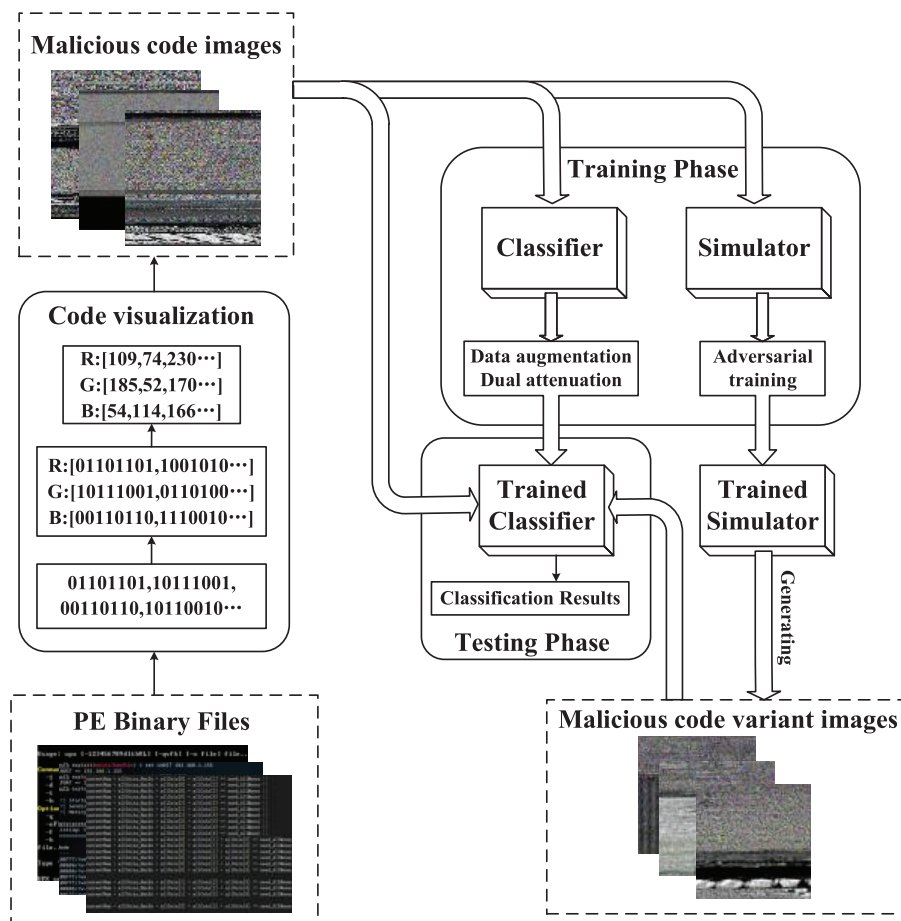 Malicious code images
Training Phase
Classifier
Simulator
Code visualization
R:[109,74,230⋯]
G:[185,52,170⋯]
B:[54,114,166⋯]
Data augmentation
Dual attenuation
Adversarial
training
R:[01101101,1001010⋯]
G:[10111001,0110100⋯]
B:[00110110,1110010⋯]
Trained
Classifier
Trained
Simulator
01101101,10111001,
00110110,10110010⋯
Classification Results
Generating
Testing Phase
PE Binary Files
Malicious code variant images